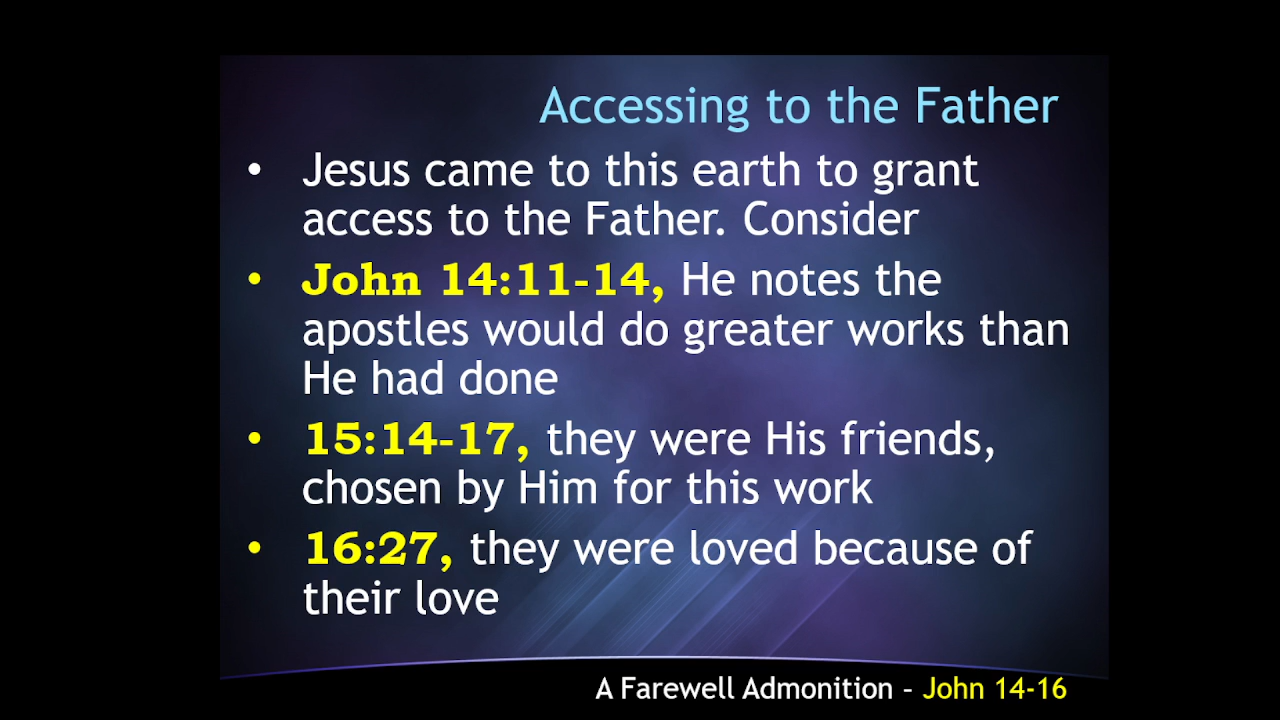 Accessing to the Father
• Jesus came to this earth to grant
access to the Father. Consider
• John 14:11-14, He notes the
apostles would do greater works than
He had done
• 15:14-17, they were His friends,
chosen by Him for this work
• 16:27, they were loved because of
their love
A Farewell Admonition – John 14-16